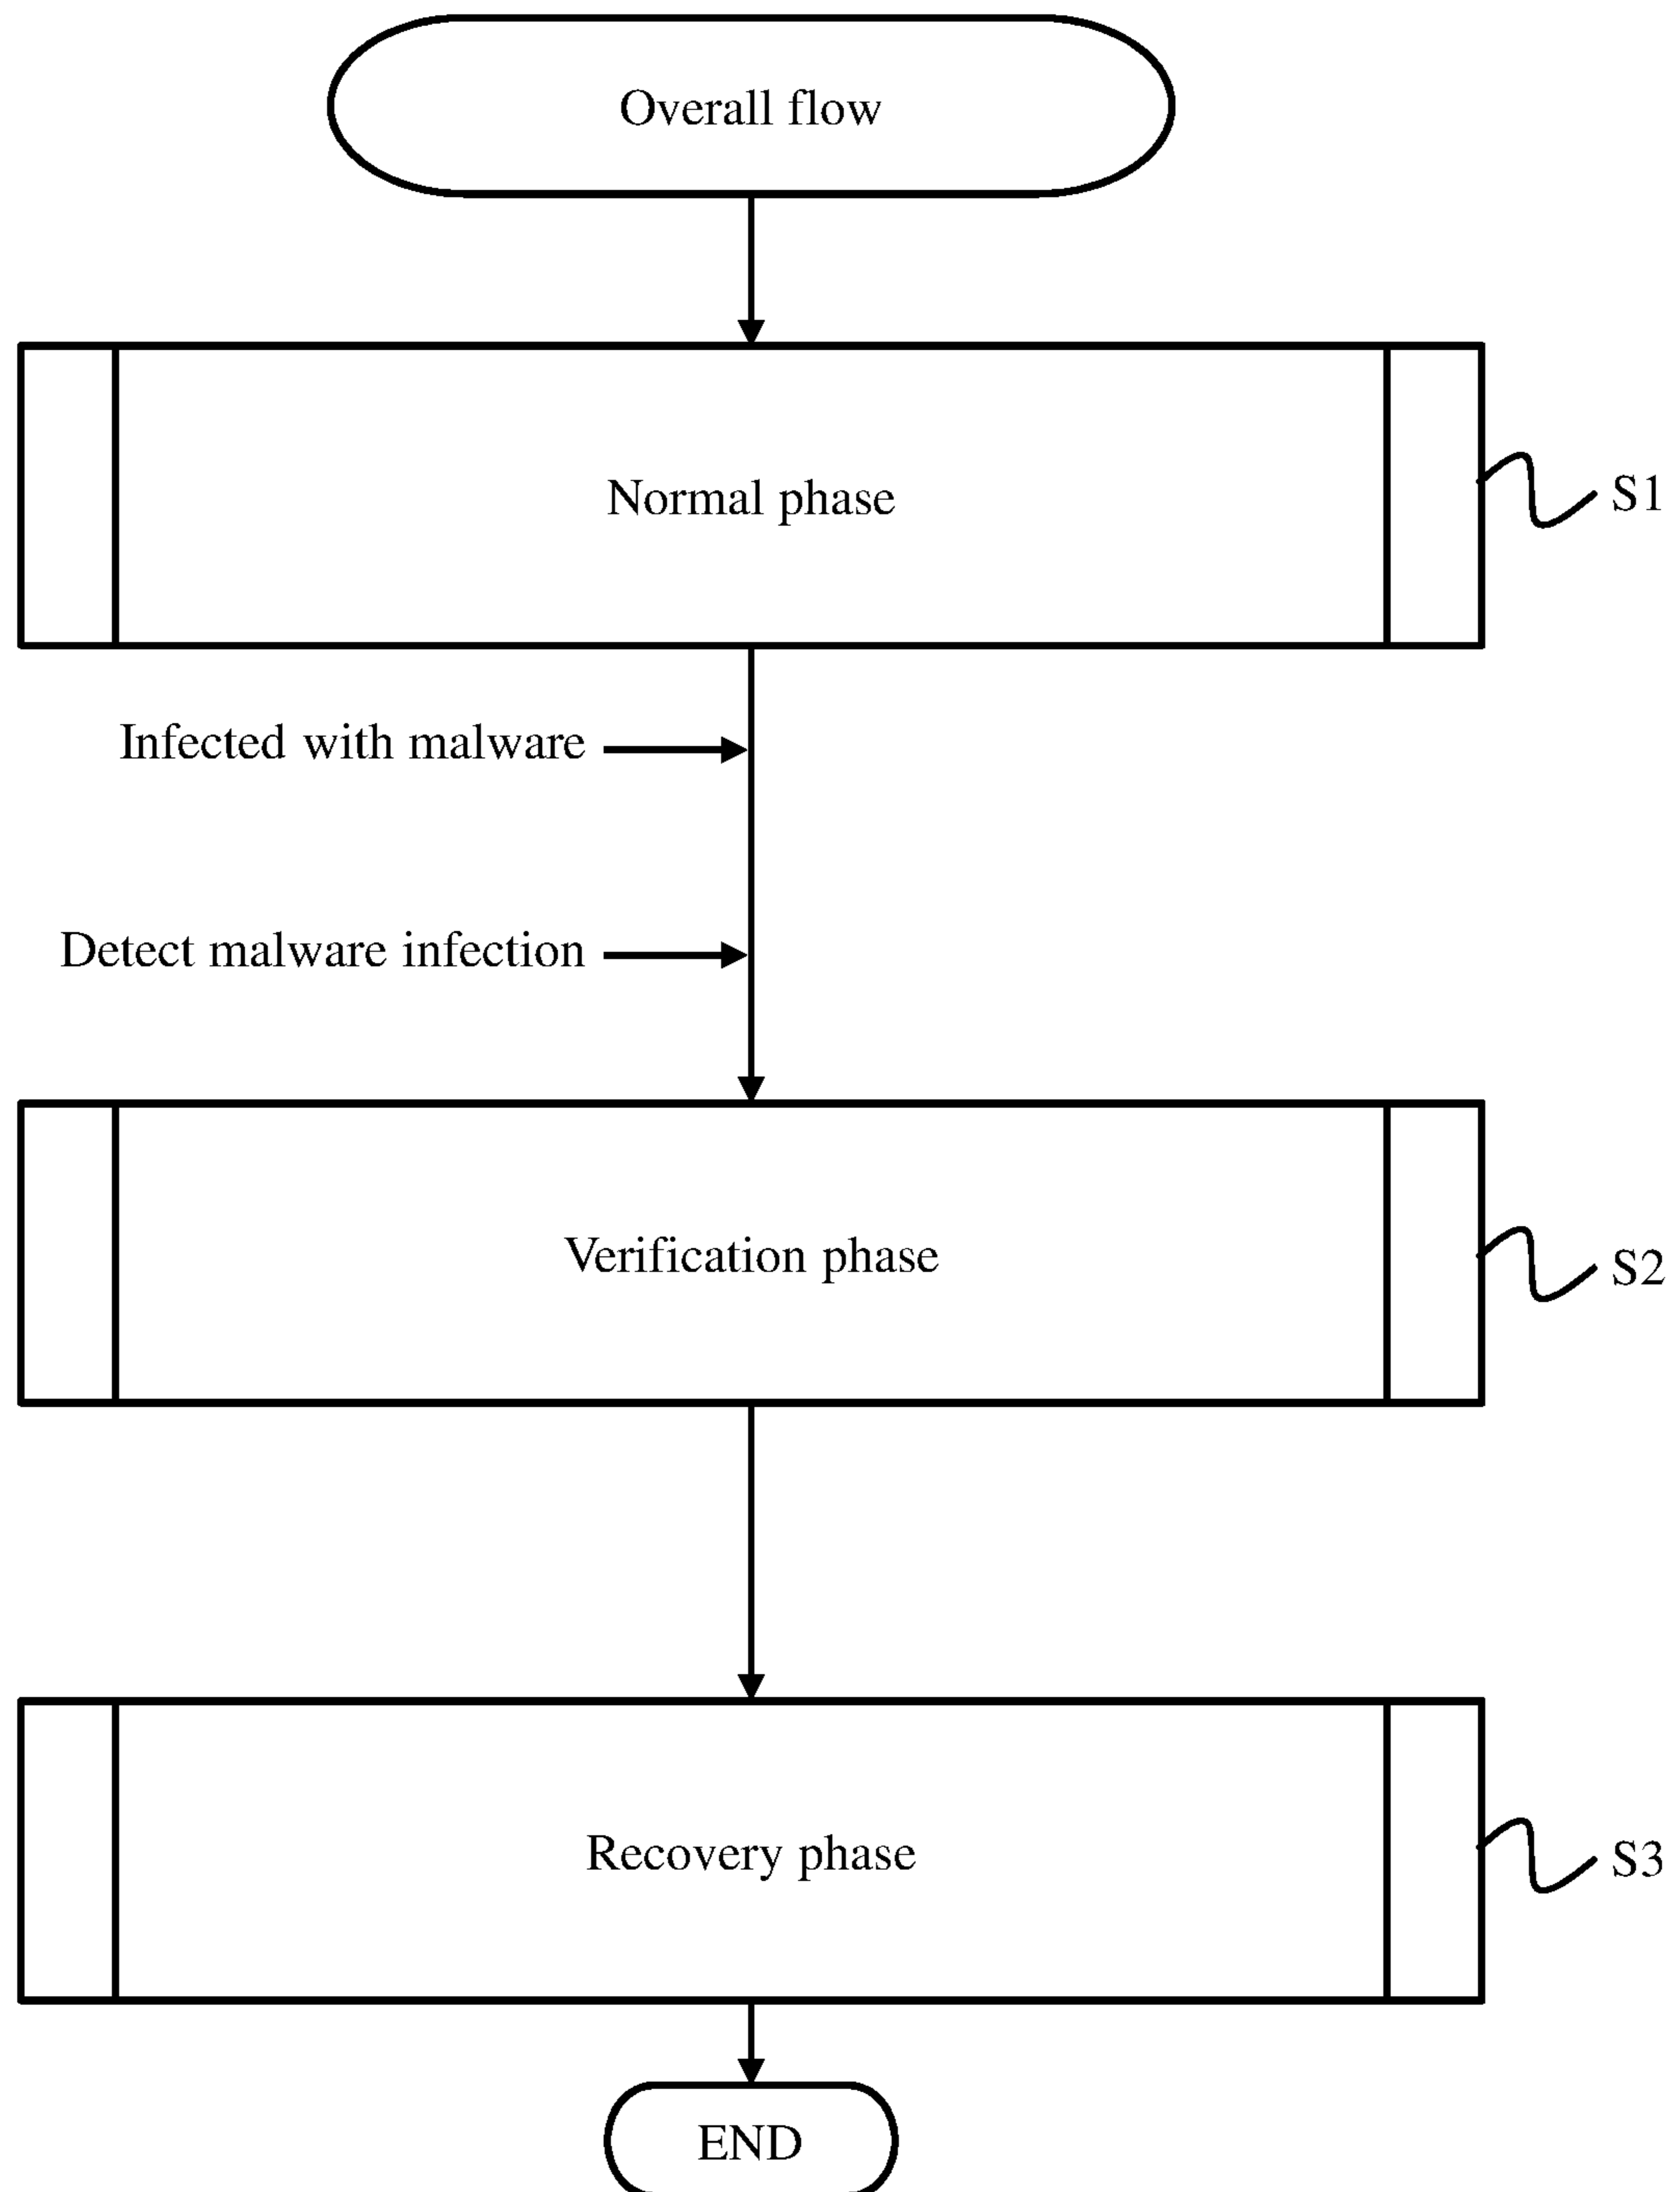 Overall flow
Normal phase
S1
Infected with malware
Detect malware infection
Verification phase
S2
Recovery phase
S3
END